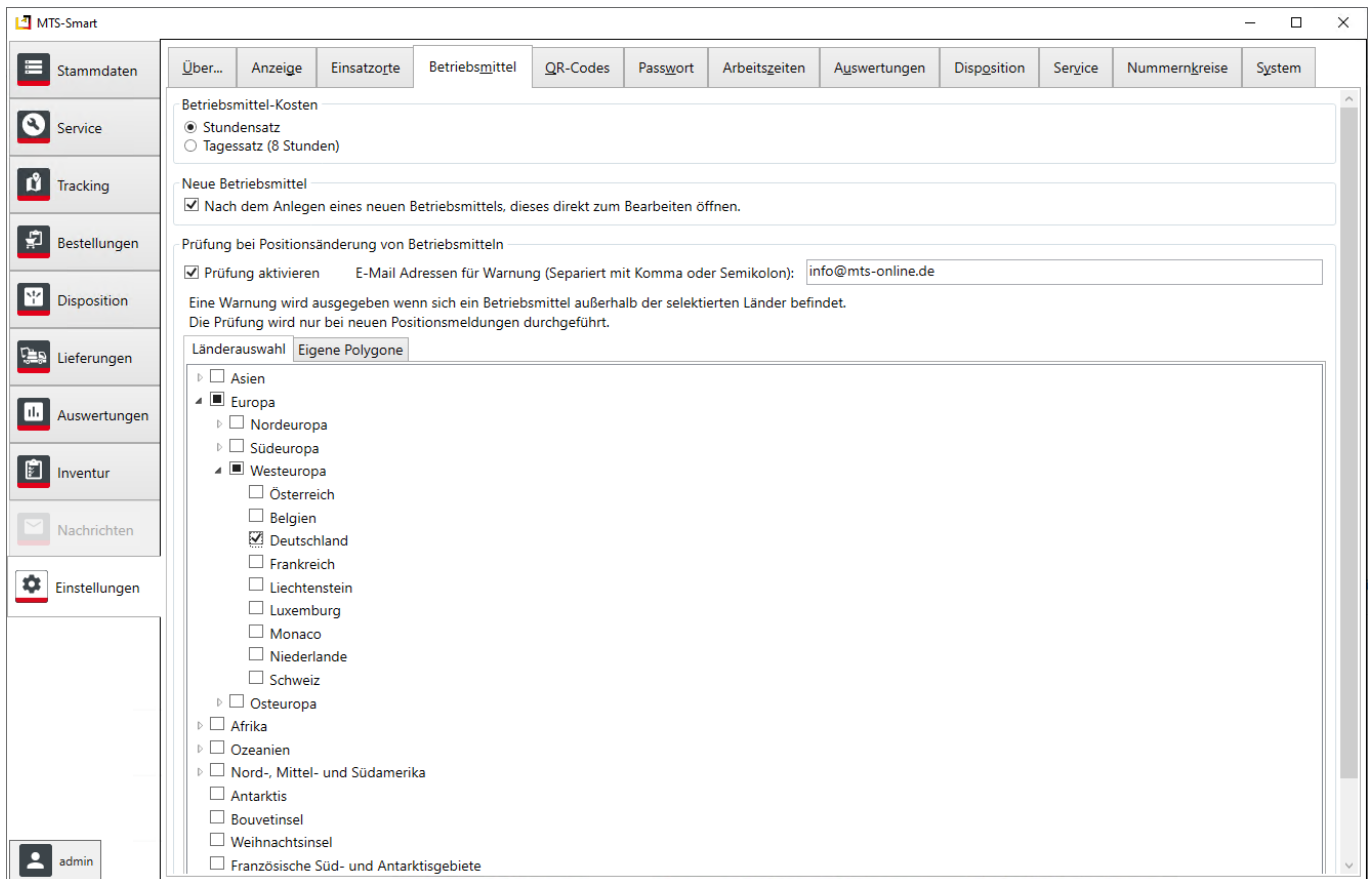 MTS-Smart
Stammdaten
Service
Tracking
Bestellungen
Disposition
Lieferungen
Auswertungen
Inventur
Nachrichten
Einstellungen
admin
Über... Anzeige Einsatzorte Betriebsmittel QR-Codes Passwort Arbeitszeiten Auswertungen Disposition Service Nummernkreise System
Betriebsmittel-Kosten
Stundensatz
Tagessatz (8 Stunden)
Neue Betriebsmittel
Nach dem Anlegen eines neuen Betriebsmittels, dieses direkt zum Bearbeiten öffnen.
Prüfung bei Positionsänderung von Betriebsmitteln
Prüfung aktivieren E-Mail Adressen für Warnung (Separiert mit Komma oder Semikolon): info@mts-online.de
Eine Warnung wird ausgegeben wenn sich ein Betriebsmittel außerhalb der selektierten Länder befindet.
Die Prüfung wird nur bei neuen Positionsmeldungen durchgeführt.
Länderauswahl Eigene Polygone
Asien
Europa
Nordeuropa
Südeuropa
Westeuropa
Österreich
Belgien
Deutschland
Frankreich
Liechtenstein
Luxemburg
Monaco
Niederlande
Schweiz
Osteuropa
Afrika
Ozeanien
Nord-, Mittel- und Südamerika
Antarktis
Bouvetinsel
Weihnachtsinsel
Französische Süd- und Antarktisgebiete